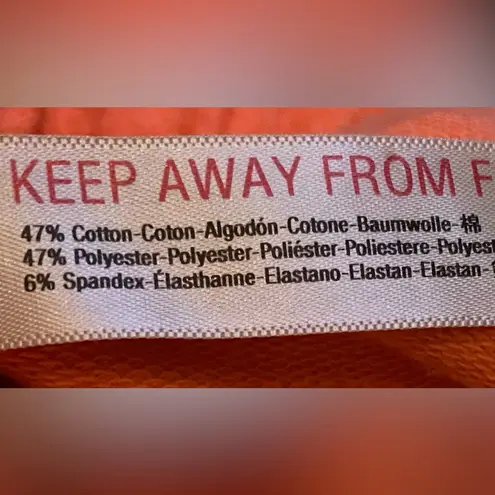 KEEP AWAY FROM F
47% Cotton-Coton-Algodón-Cotone-Baumwolle-棉
47% Polyester-Polyester-Poliéster-Poliestere-Polyest
6% Spandex-Élasthanne-Elastano-Elastan-Elastan-